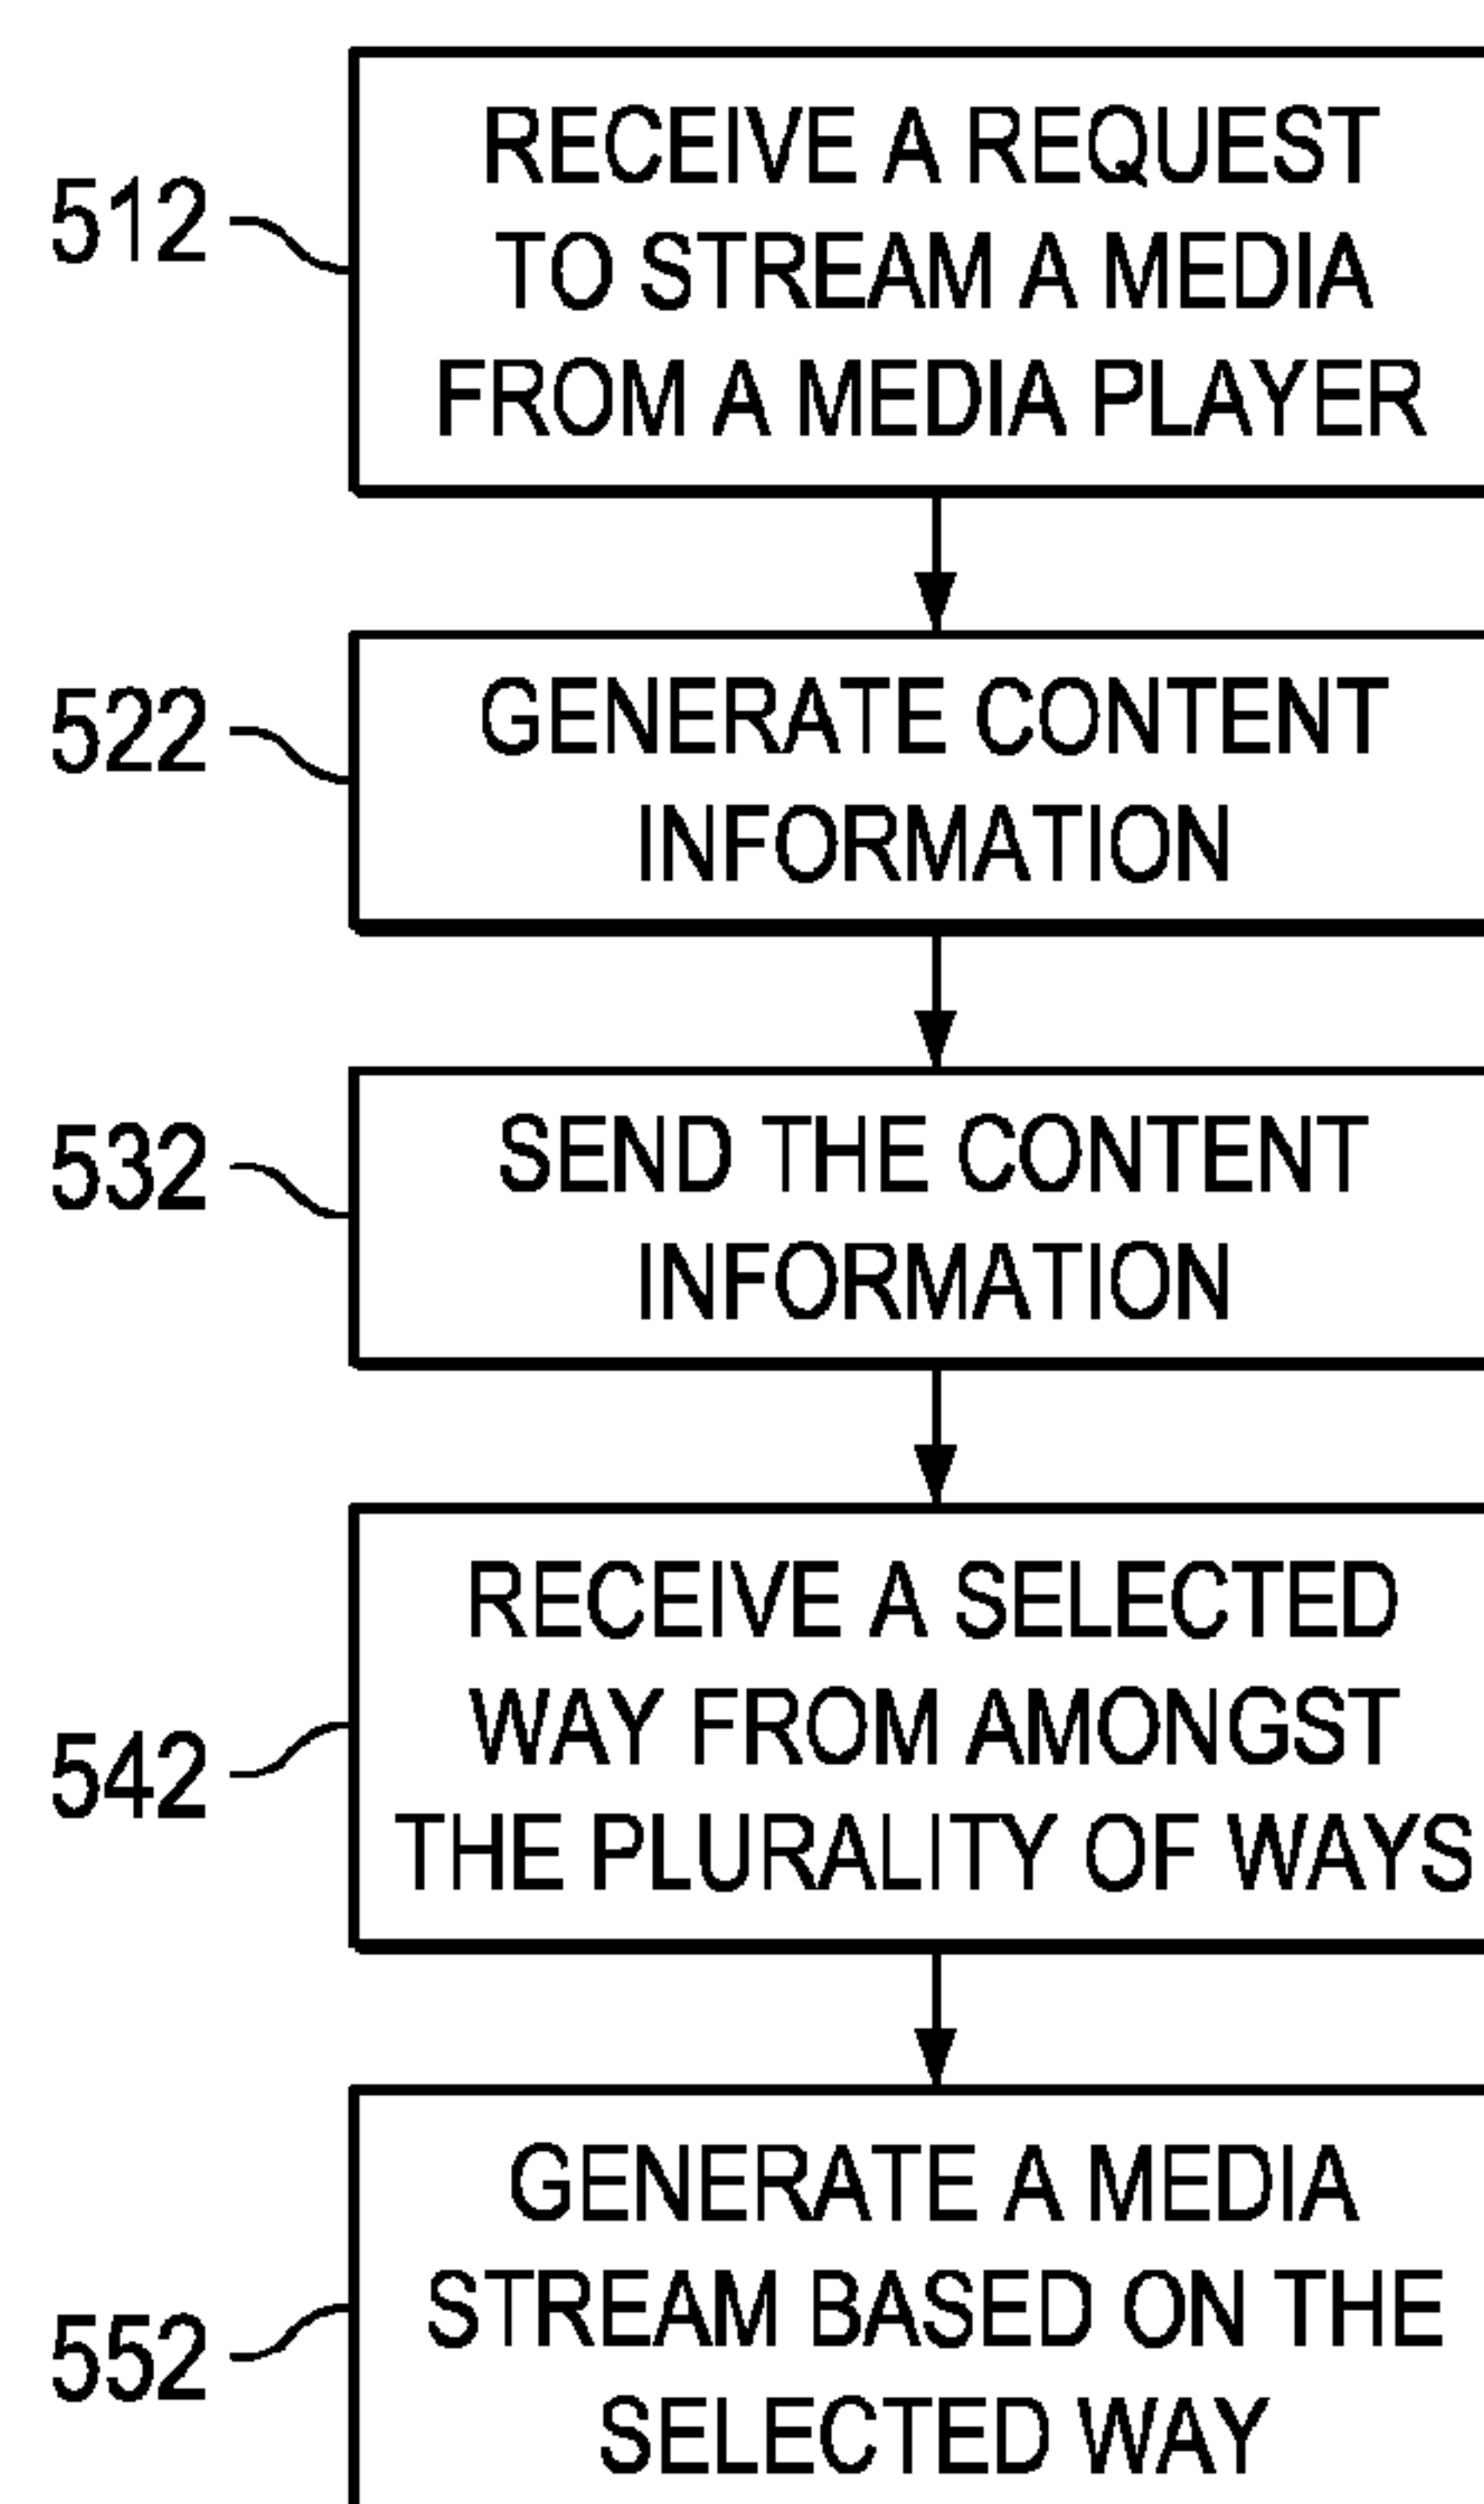 512
RECEIVE A REQUEST
TO STREAM A MEDIA
FROM A MEDIA PLAYER
522
GENERATE CONTENT
INFORMATION
532
SEND THE CONTENT
INFORMATION
542
RECEIVE A SELECTED
WAY FROM AMONGST
THE PLURALITY OF WAYS
552
GENERATE A MEDIA
STREAM BASED ON THE
SELECTED WAY